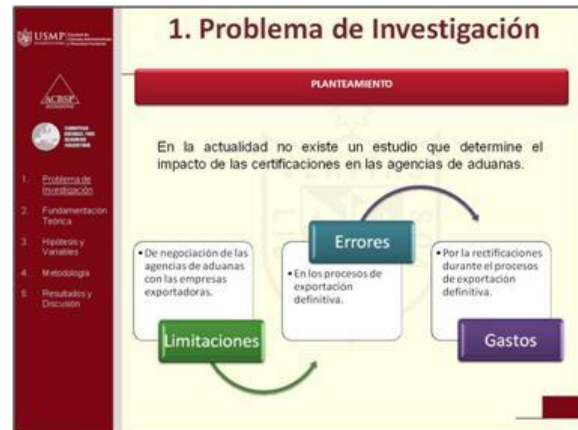 USMP
1. Problema de Investigación
PLANTEAMIENTO
ACBSP
En la actualidad no existe un estudio que determine el
impacto de las certificaciones en las agencias de aduanas.
1. Problema de
Investigación
2. Fundamentación
Teórica
3. Hipótesis y
Variables
4. Metodología
5. Resultados y
Discusión
• De negociación de las
agencias de aduanas
con las empresas
exportadoras.
Limitaciones
Errores
• En los procesos de
exportación
definitiva.
• Por la rectificaciones
durante el procesos
de exportación
definitiva.
Gastos